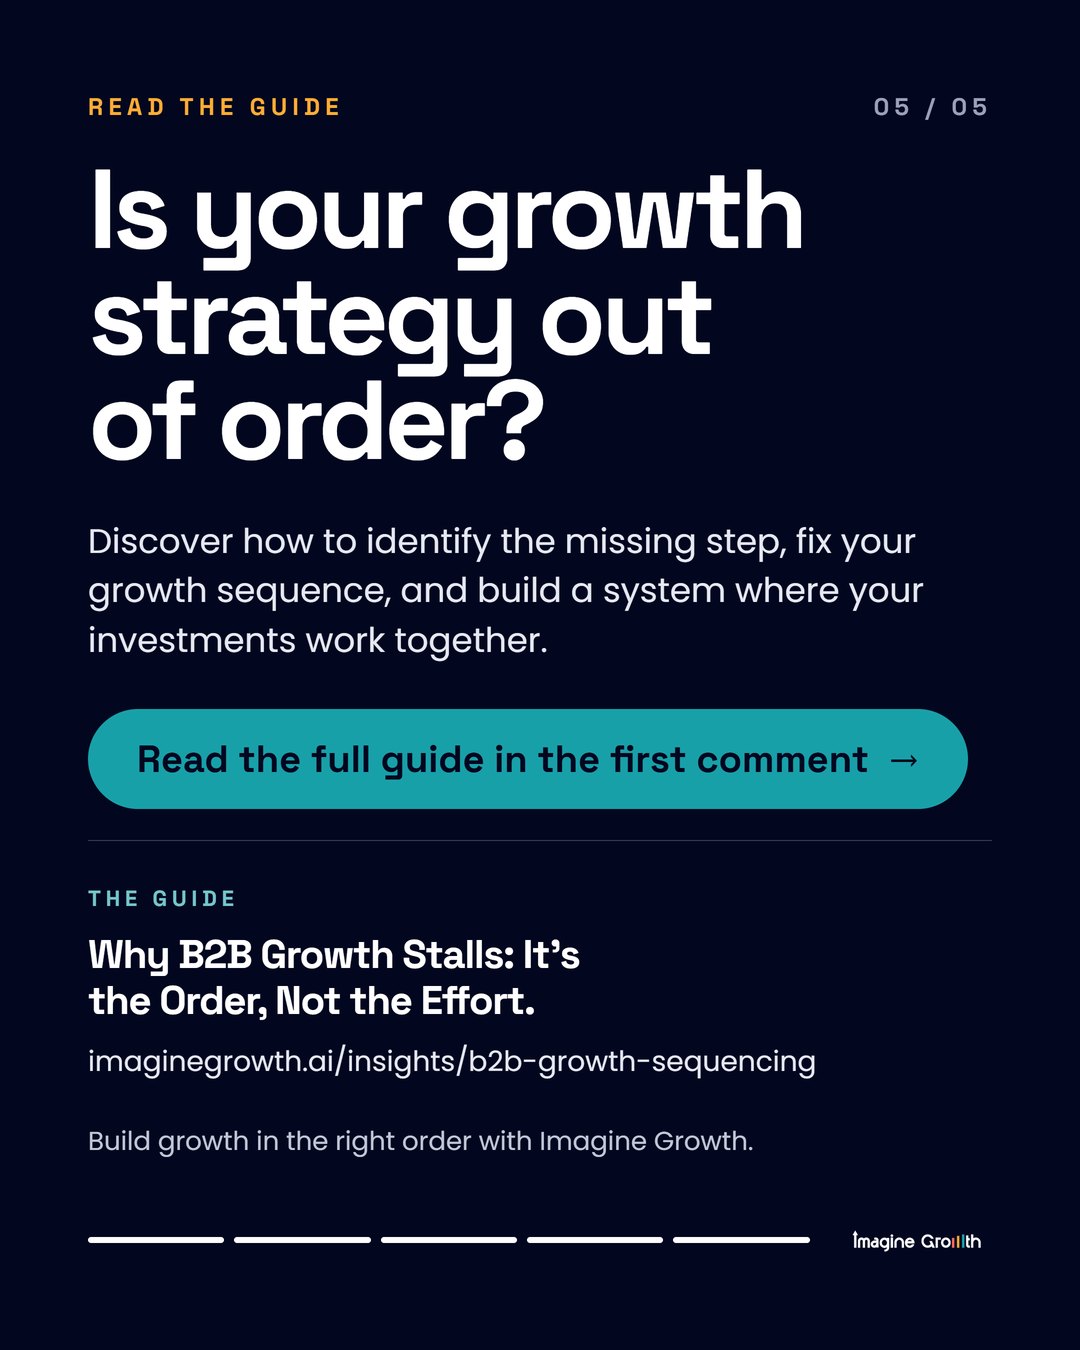 READ THE GUIDE
05 / 05
Is your growth
strategy out
of order?
Discover how to identify the missing step, fix your
growth sequence, and build a system where your
investments work together.
Read the full guide in the first comment →
THE GUIDE
Why B2B Growth Stalls: It’s
the Order, Not the Effort.
imaginegrowth.ai/insights/b2b-growth-sequencing
Build growth in the right order with Imagine Growth.
Imagine Growth